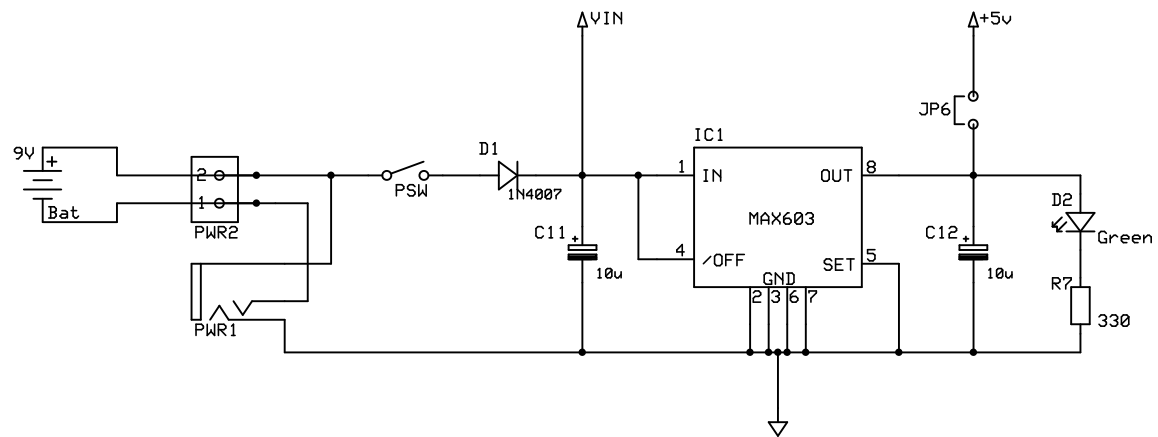 VIN
+5v
JP6
IC1
9V
+
D1
1
IN
OUT
8
2
PSW
1N4007
D2
1
Bat
MAX603
PWR2
C11
+
C12
+
Green
4
/OFF
SET
5
10u
GND
10u
R7
2
3
6
7
PWR1
330